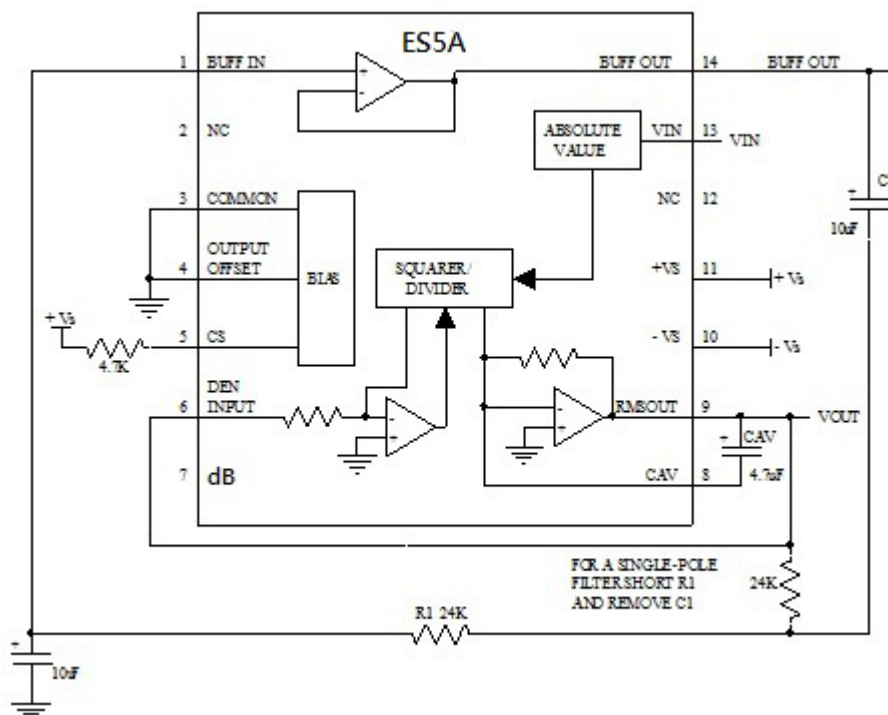 ES5A
1 BUFF IN
BUFF OUT 14 BUFF OUT
+
-
2 NC
ABSOLUTE
VALUE
VIN 13 VIN
3 COMMON
NC 12
+ C
10uF
OUTPUT
4 OFFSET
BIAS
SQUARER/
DIVIDER
+VS 11 + Vs
+ Vs
4.7K
5 CS
- VS 10 - Vs
DEN
6 INPUT
-
+
-
+
RMSOUT 9 VOUT
+ CAV
4.7uF
7 dB
CAV 8
FOR A SINGLE-POLE
FILTER SHORT R1
AND REMOVE C1
24K
R1 24K
+
10uF